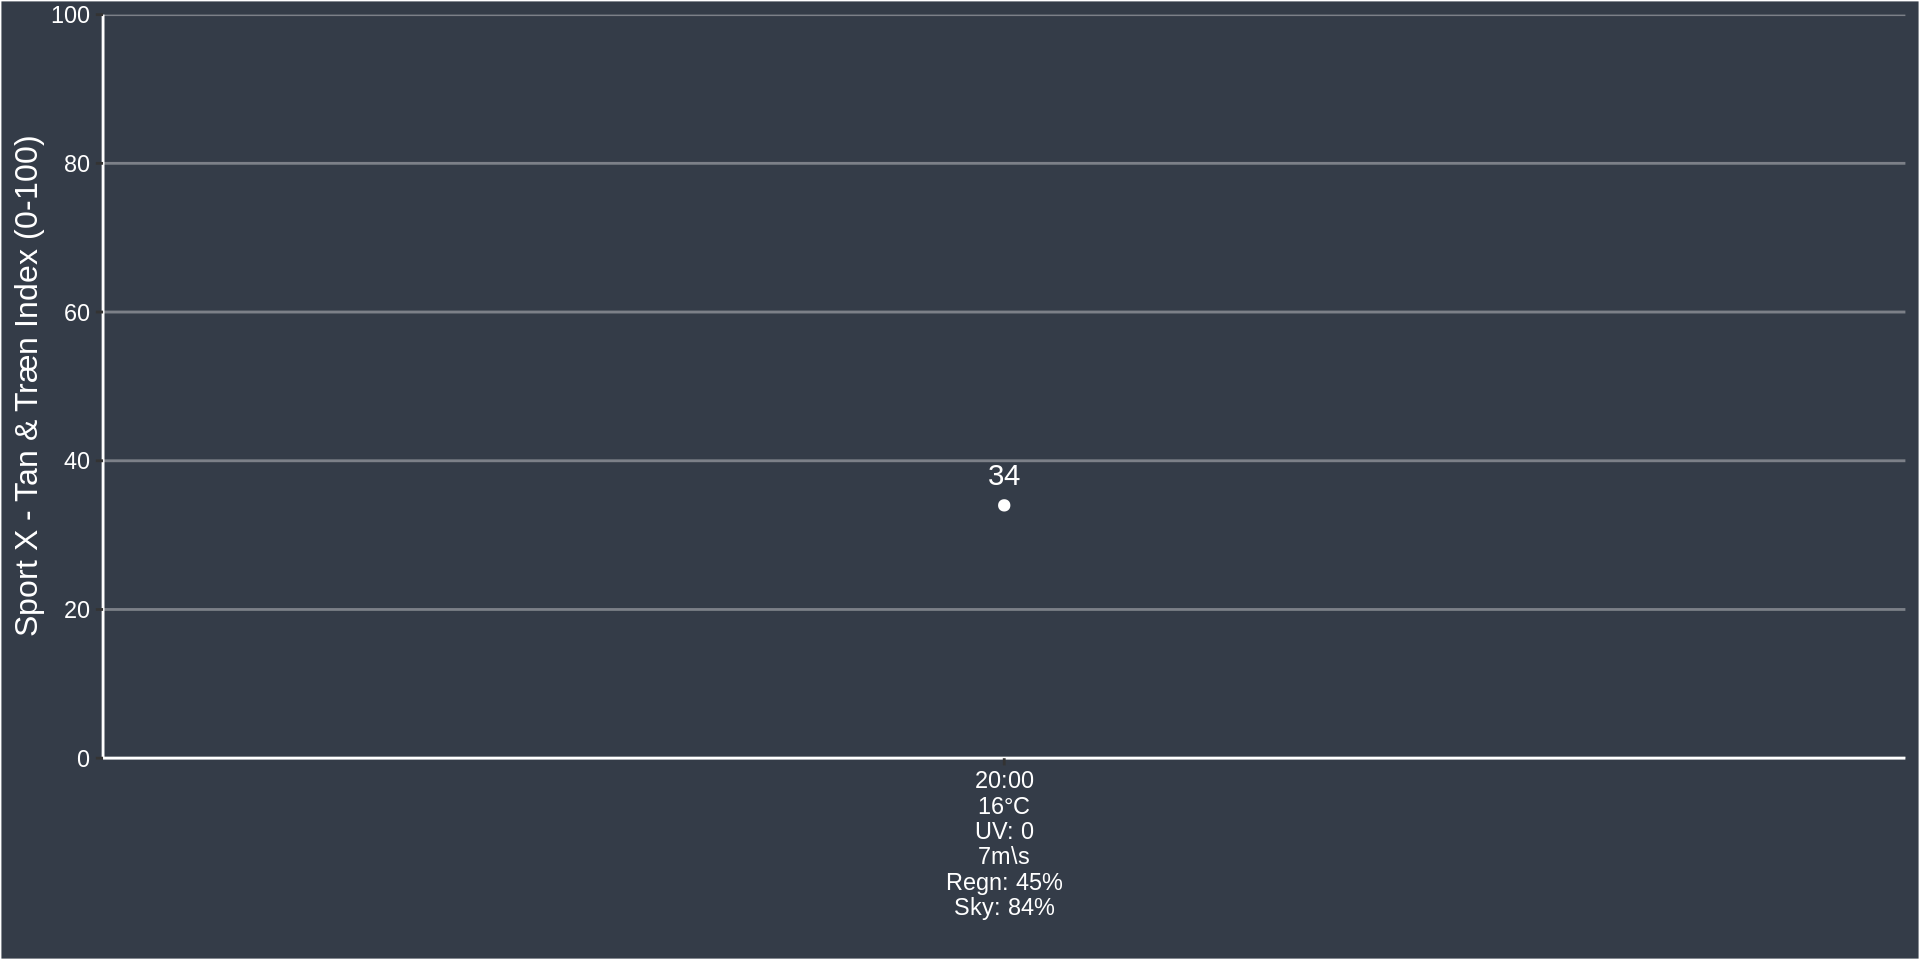 Sport X - Tan & Træn Index (0-100)
100
80
60
40
20
0
34
20:00
16°C
UV: 0
7m\s
Regn: 45%
Sky: 84%